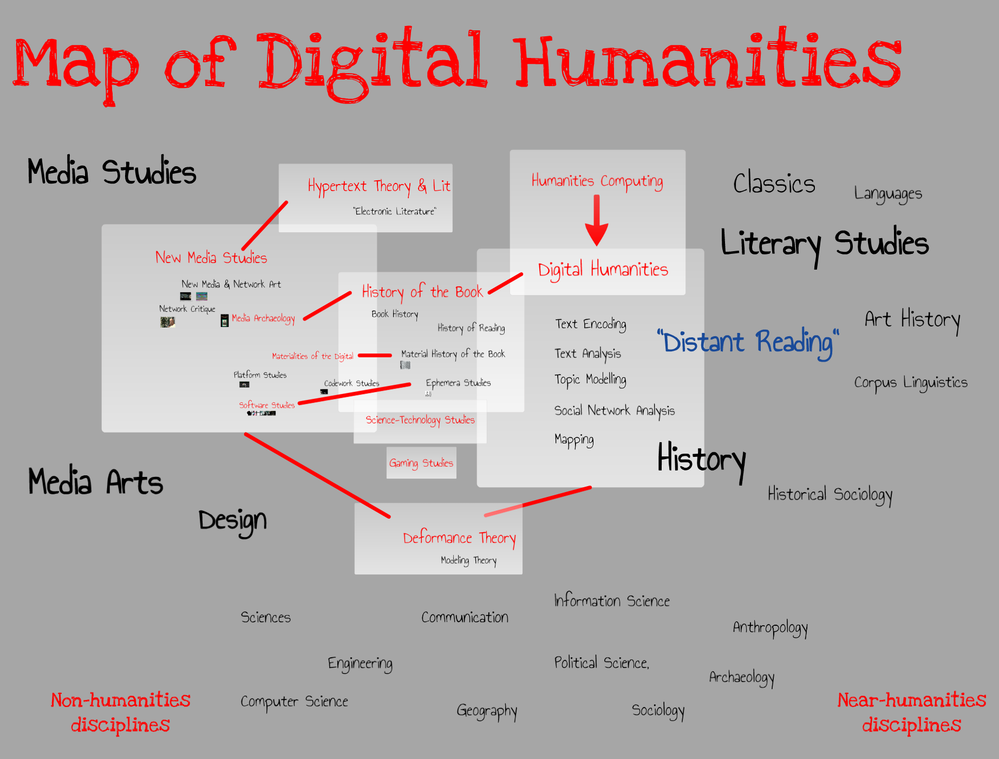 Map of Digital Humanities
Media Studies
Hypertext Theory & Lit
"Electronic Literature"
Humanities Computing
Classics
Languages
Literary Studies
New Media Studies
New Media & Network Art
Network Critique
Media Archaeology
Materialities of the Digital
Platform Studies
Codework Studies
Software Studies
History of the Book
Book History
History of Reading
Material History of the Book
Ephemera Studies
Science-Technology Studies
Gaming Studies
Digital Humanities
Text Encoding
Text Analysis
Topic Modelling
Social Network Analysis
Mapping
"Distant Reading"
Art History
Corpus Linguistics
History
Historical Sociology
Media Arts
Design
Deformance Theory
Modeling Theory
Sciences
Communication
Information Science
Anthropology
Engineering
Political Science,
Archaeology
Computer Science
Geography
Sociology
Non-humanities
disciplines
Near-humanities
disciplines